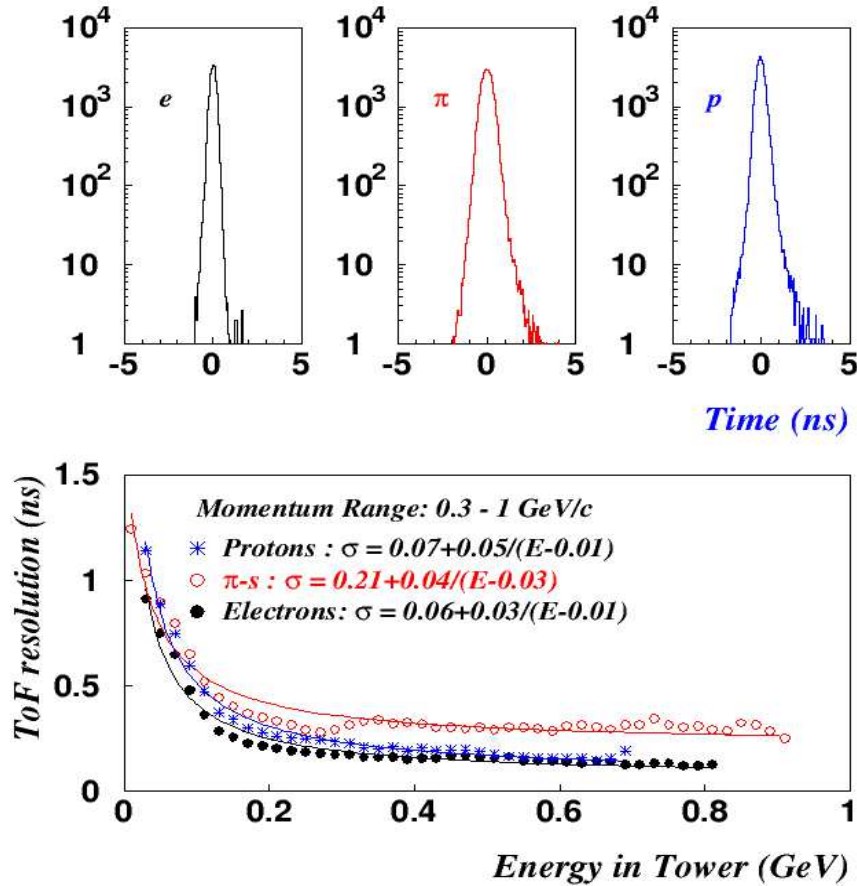 10⁴
10³
10²
10
1
e
-5 0 5
10⁴
10³
10²
10
1
π
-5 0 5
10⁴
10³
10²
10
1
p
-5 0 5
Time (ns)
ToF resolution (ns)
1.5
1
0.5
0
Momentum Range: 0.3 - 1 GeV/c
Protons : σ = 0.07+0.05/(E-0.01)
π-s : σ = 0.21+0.04/(E-0.03)
Electrons: σ = 0.06+0.03/(E-0.01)
0 0.2 0.4 0.6 0.8 1
Energy in Tower (GeV)